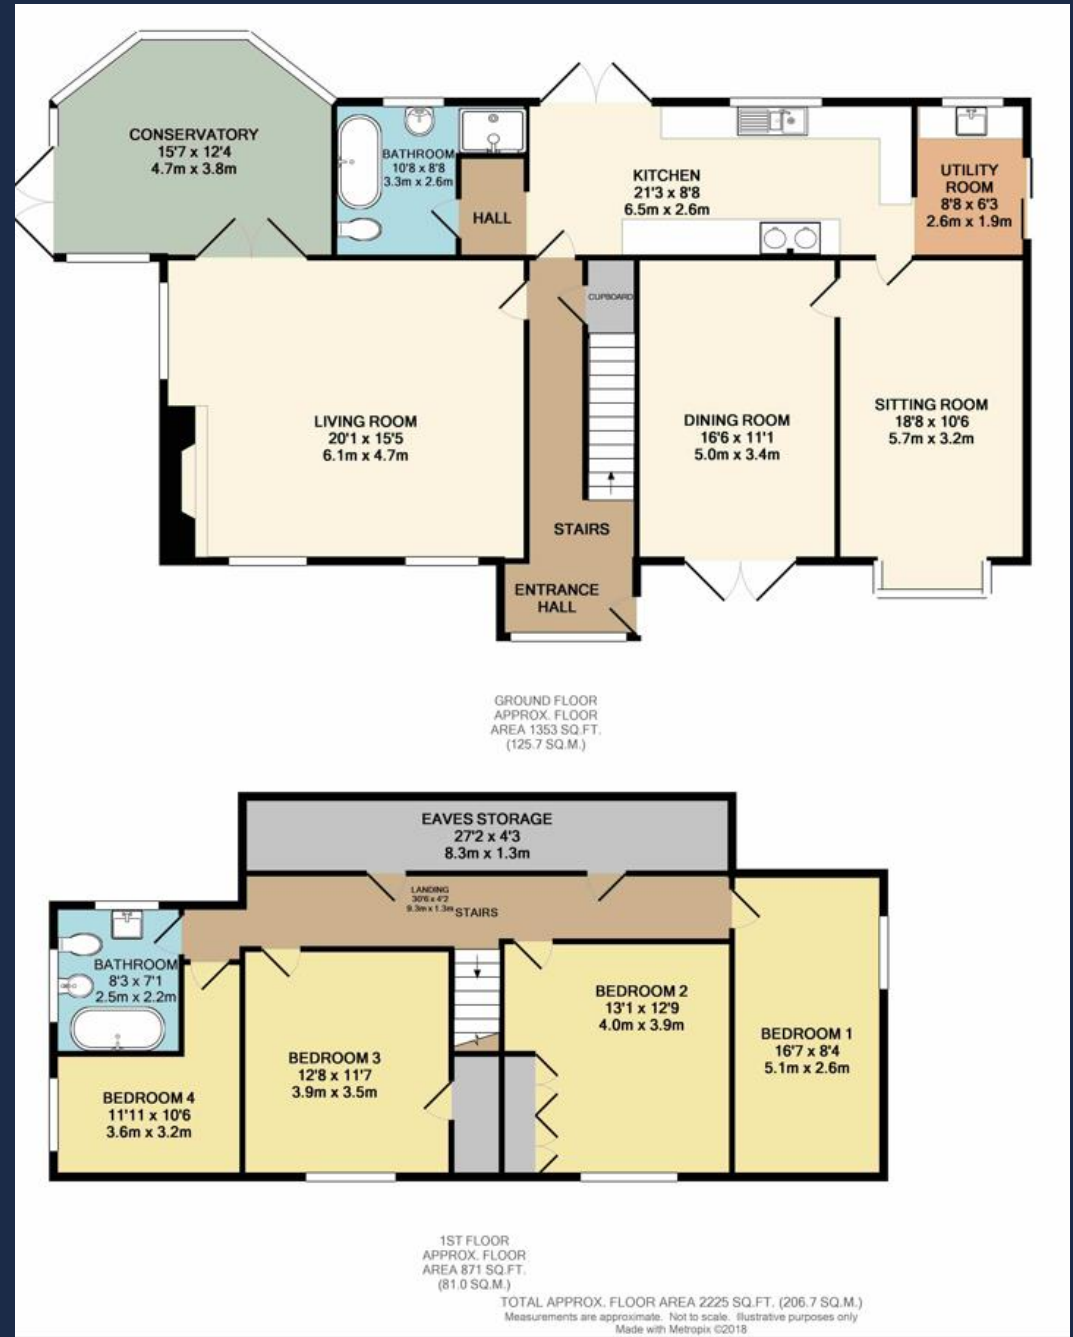 CONSERVATORY
15'7 x 12'4
4.7m x 3.8m
BATHROOM
10'8 x 8'8
3.3m x 2.6m
HALL
KITCHEN
21'3 x 8'8
6.5m x 2.6m
UTILITY
ROOM
8'8 x 6'3
2.6m x 1.9m
CUPBOARD
LIVING ROOM
20'1 x 15'5
6.1m x 4.7m
DINING ROOM
16'6 x 11'1
5.0m x 3.4m
SITTING ROOM
18'8 x 10'6
5.7m x 3.2m
STAIRS
ENTRANCE
HALL
GROUND FLOOR
APPROX. FLOOR
AREA 1353 SQ.FT.
(125.7 SQ.M.)
EAVES STORAGE
27'2 x 4'3
8.3m x 1.3m
LANDING
30'6 x 4'2
9.3m x 1.3m
STAIRS
BATHROOM
8'3 x 7'1
2.5m x 2.2m
BEDROOM 2
13'1 x 12'9
4.0m x 3.9m
BEDROOM 1
16'7 x 8'4
5.1m x 2.6m
BEDROOM 3
12'8 x 11'7
3.9m x 3.5m
BEDROOM 4
11'11 x 10'6
3.6m x 3.2m
1ST FLOOR
APPROX. FLOOR
AREA 871 SQ.FT.
(81.0 SQ.M.)
TOTAL APPROX. FLOOR AREA 2225 SQ.FT. (206.7 SQ.M.)
Measurements are approximate. Not to scale. Illustrative purposes only
Made with Metropix ©2018